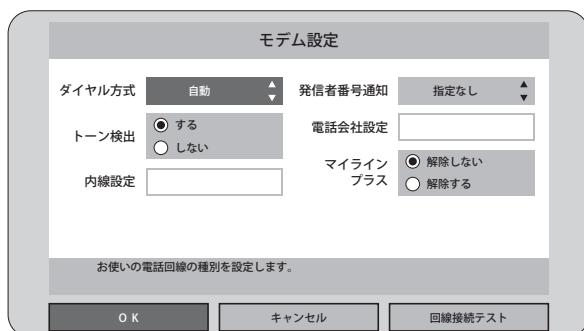 モデム設定
ダイヤル方式 自動 ▲▼
トーン検出 する
しない
内線設定
発信者番号通知 指定なし ▲▼
電話会社設定
マイライン
プラス
解除しない
解除する
お使いの電話回線の種別を設定します。
OK キャンセル 回線接続テスト